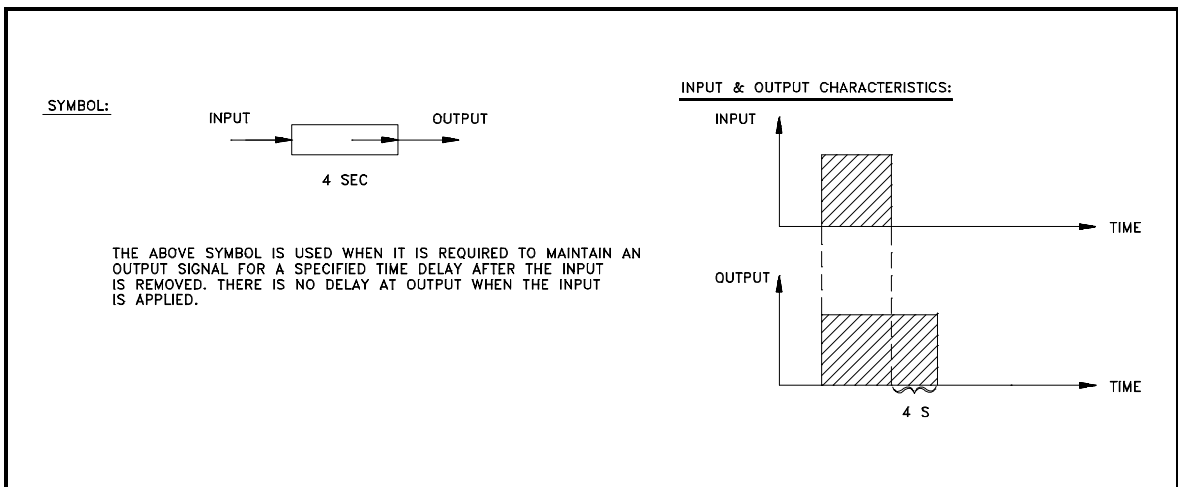 SYMBOL:
INPUT
OUTPUT
4 SEC
THE ABOVE SYMBOL IS USED WHEN IT IS REQUIRED TO MAINTAIN AN
OUTPUT SIGNAL FOR A SPECIFIED TIME DELAY AFTER THE INPUT
IS REMOVED. THERE IS NO DELAY AT OUTPUT WHEN THE INPUT
IS APPLIED.
INPUT & OUTPUT CHARACTERISTICS:
INPUT
TIME
OUTPUT
TIME
4 S